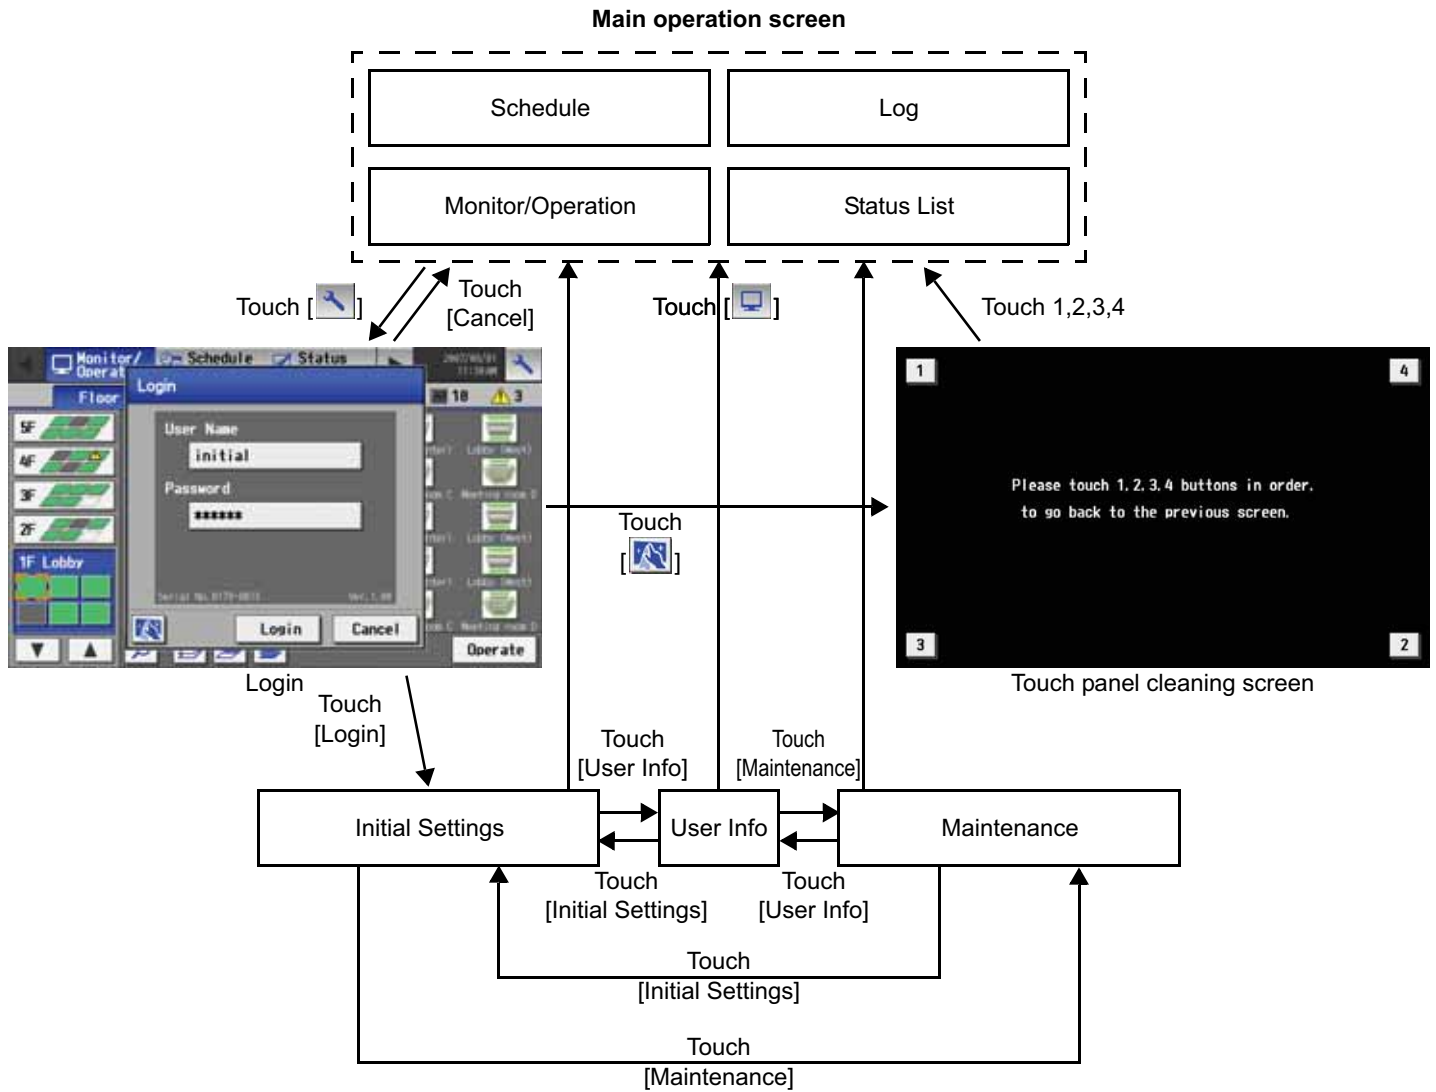 Main operation screen
Schedule
Log
Monitor/Operation
Status List
Touch [ ]
Touch
[Cancel]
Touch [ ]
Touch 1,2,3,4
Monitor/
Operat
Schedule
Status
Login
Floor
10
3
5F
4F
3F
2F
1F Lobby
User Name
initial
Password
******
Login
Cancel
Operate
Login
Touch
[ ]
1
4
Please touch 1.2.3.4 buttons in order.
to go back to the previous screen.
3
2
Touch panel cleaning screen
Touch
[Login]
Touch
[User Info]
Touch
[Maintenance]
Initial Settings
User Info
Maintenance
Touch
[Initial Settings]
Touch
[User Info]
Touch
[Initial Settings]
Touch
[Maintenance]